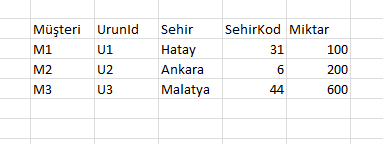 Müşteri UrunId Sehir SehirKod Miktar
M1 U1 Hatay 31 100
M2 U2 Ankara 6 200
M3 U3 Malatya 44 600